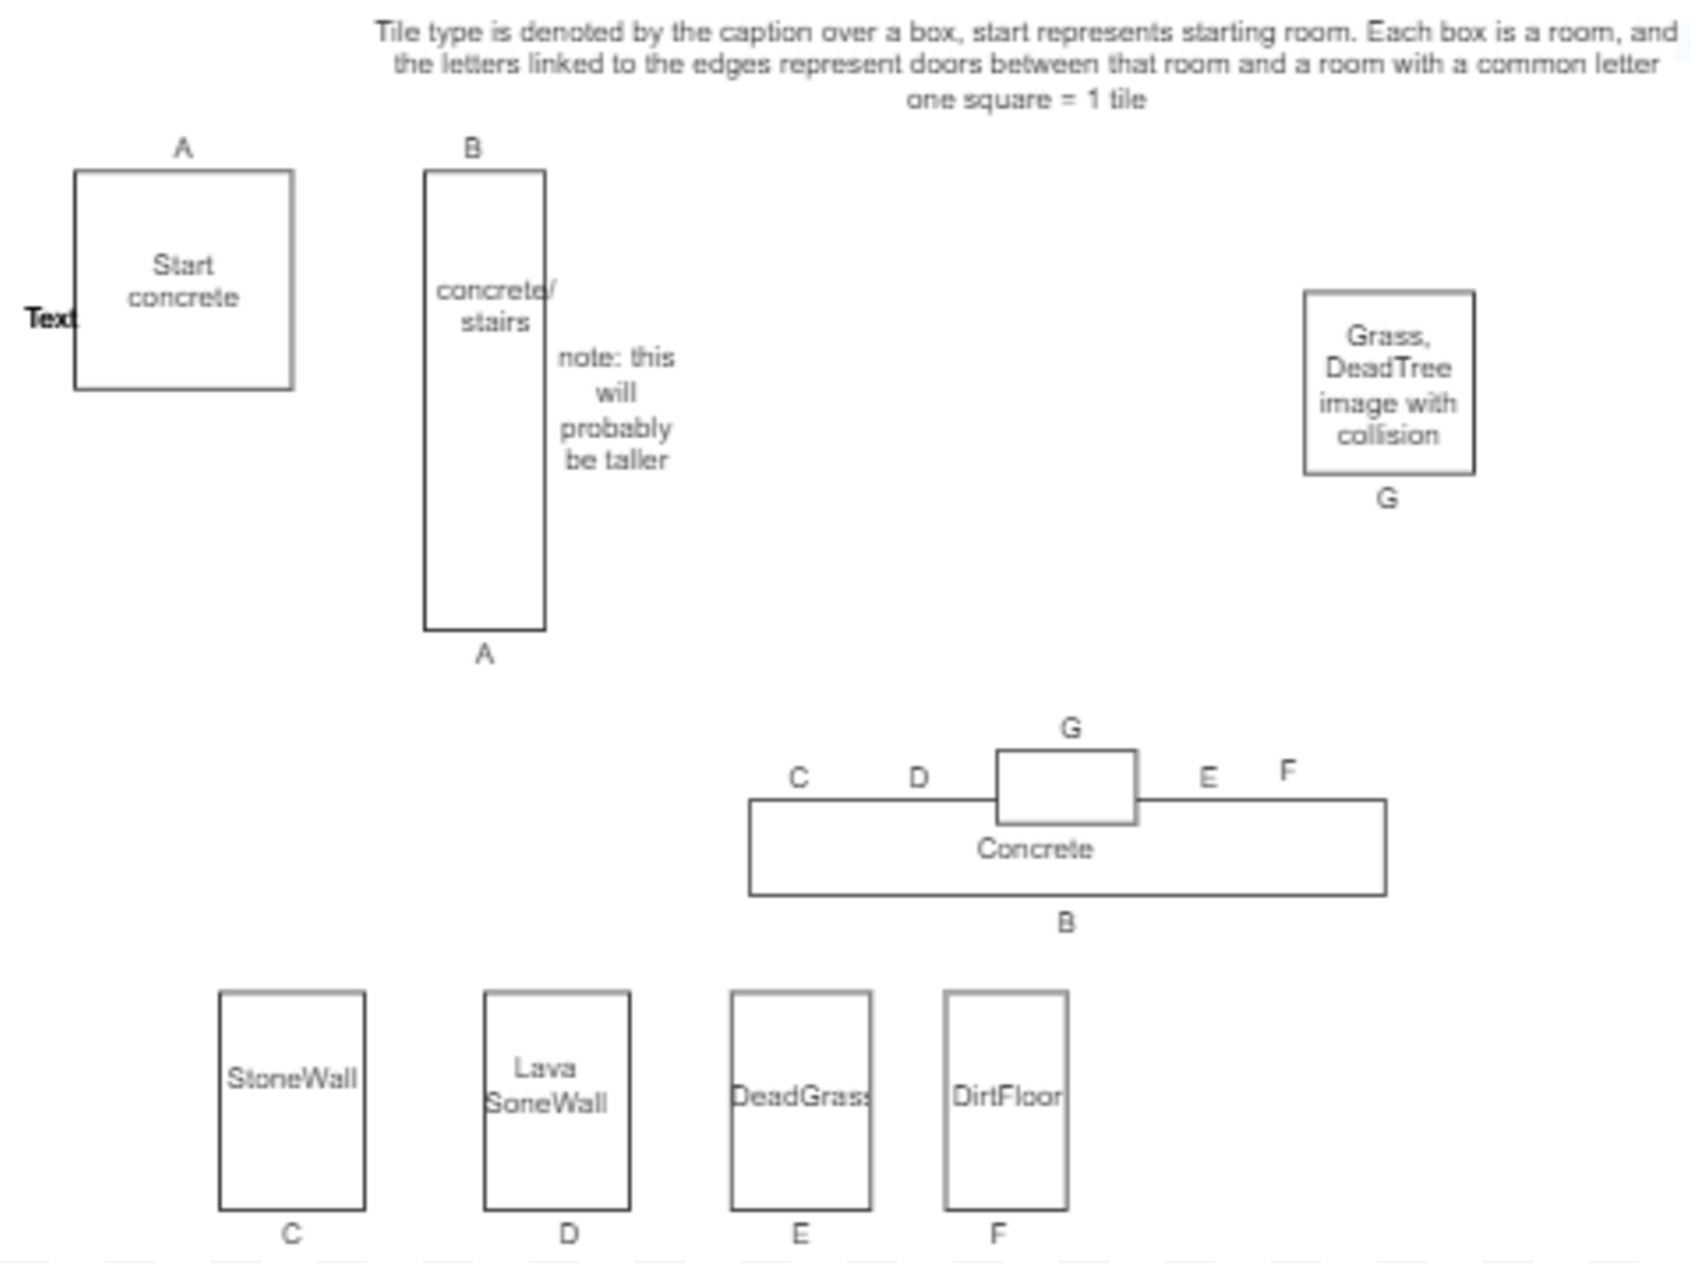 Tile type is denoted by the caption over a box, start represents starting room. Each box is a room, and
the letters linked to the edges represent doors between that room and a room with a common letter
one square = 1 tile
A
B
Start
concrete
Text
concrete/
stairs
note: this
will
probably
be taller
A
Grass,
DeadTree
image with
collision
G
G
C D E F
Concrete
B
StoneWall
Lava
SoneWall
DeadGrass
DirtFloor
C
D
E
F